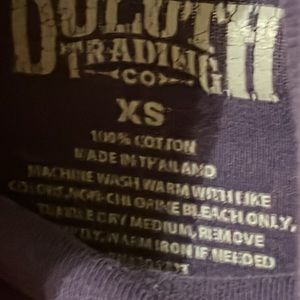 DULUTH
TRADING
CO
XS
100% COTTON
MADE IN THAILAND
MACHINE WASH WARM WITH LIKE
COLORS, NON-CHLORINE BLEACH ONLY,
TUMBLE DRY MEDIUM, REMOVE
WARM IRON IF NEEDED